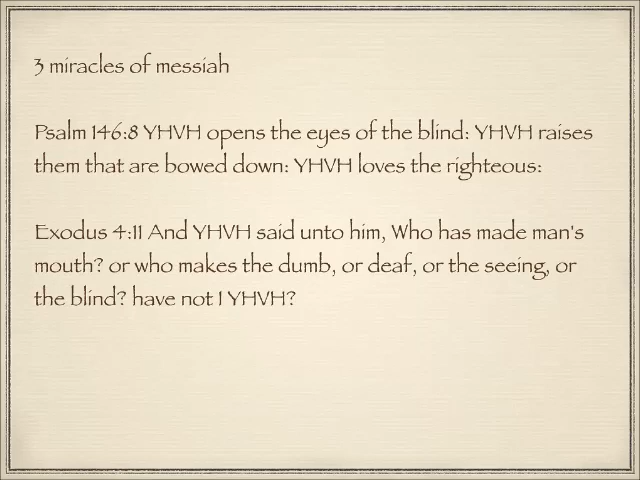 3 miracles of messiah
Psalm 146:8 YHVH opens the eyes of the blind: YHVH raises
them that are bowed down: YHVH loves the righteous:
Exodus 4:11 And YHVH said unto him, Who has made man's
mouth? or who makes the dumb, or deaf, or the seeing, or
the blind? have not I YHVH?